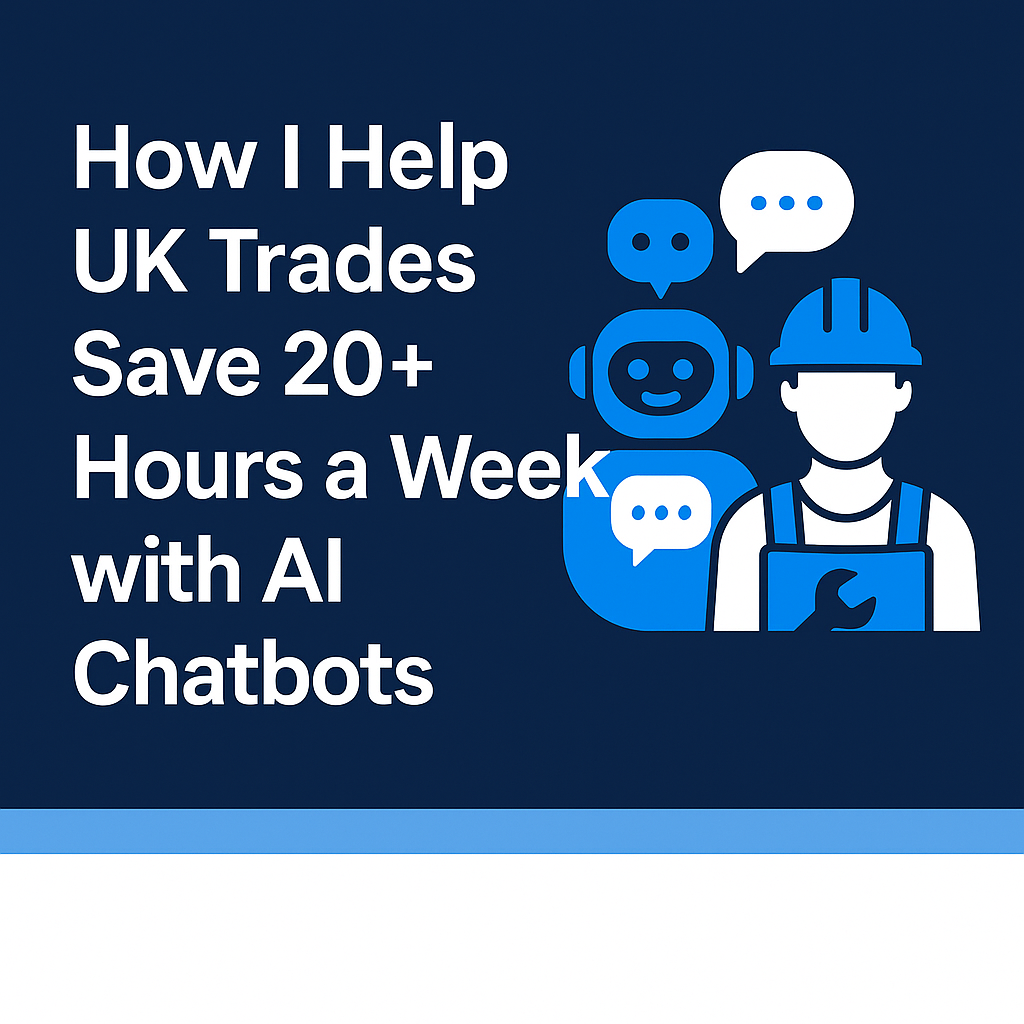 How I Help
UK Trades
Save 20+
Hours a Week
with AI
Chatbots